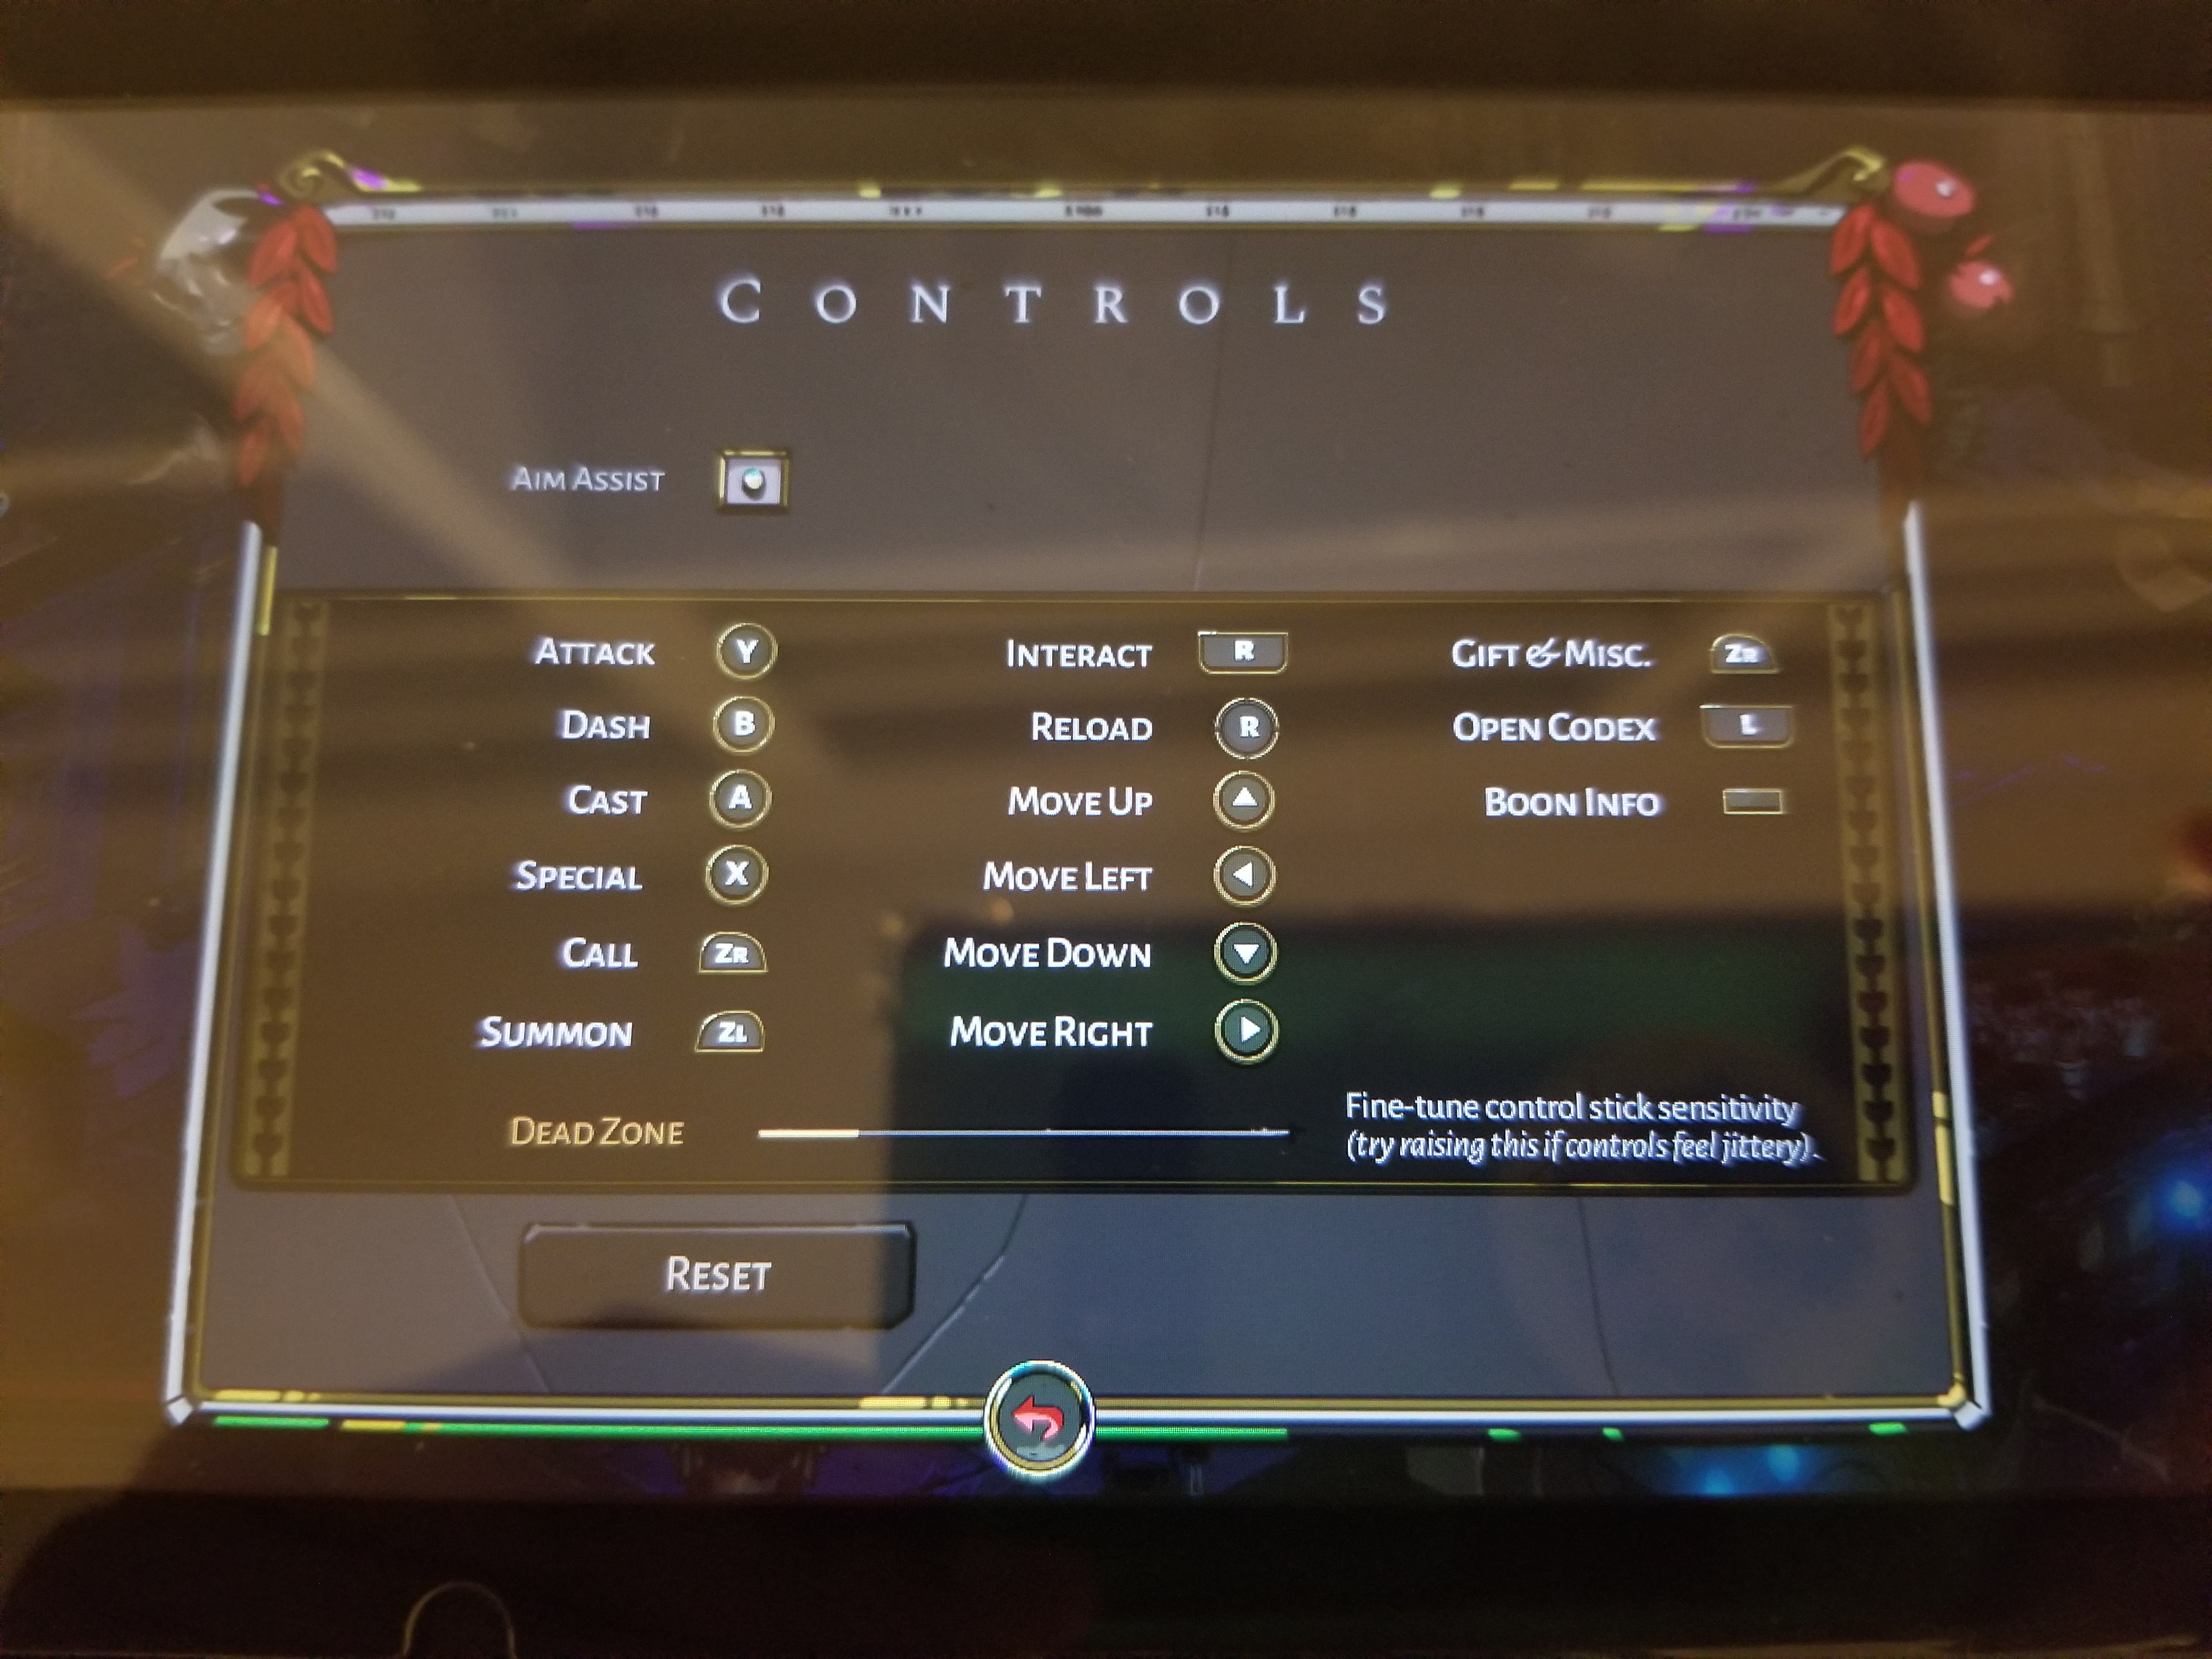 CONTROLS
AIM ASSIST
ATTACK Y INTERACT R GIFT & MISC. ZR
DASH B RELOAD R OPEN CODEX L
CAST A MOVE UP BOON INFO
SPECIAL X MOVE LEFT
CALL ZR MOVE DOWN
SUMMON ZL MOVE RIGHT
DEAD ZONE Fine-tune control stick sensitivity
(try raising this if controls feel jittery).
RESET